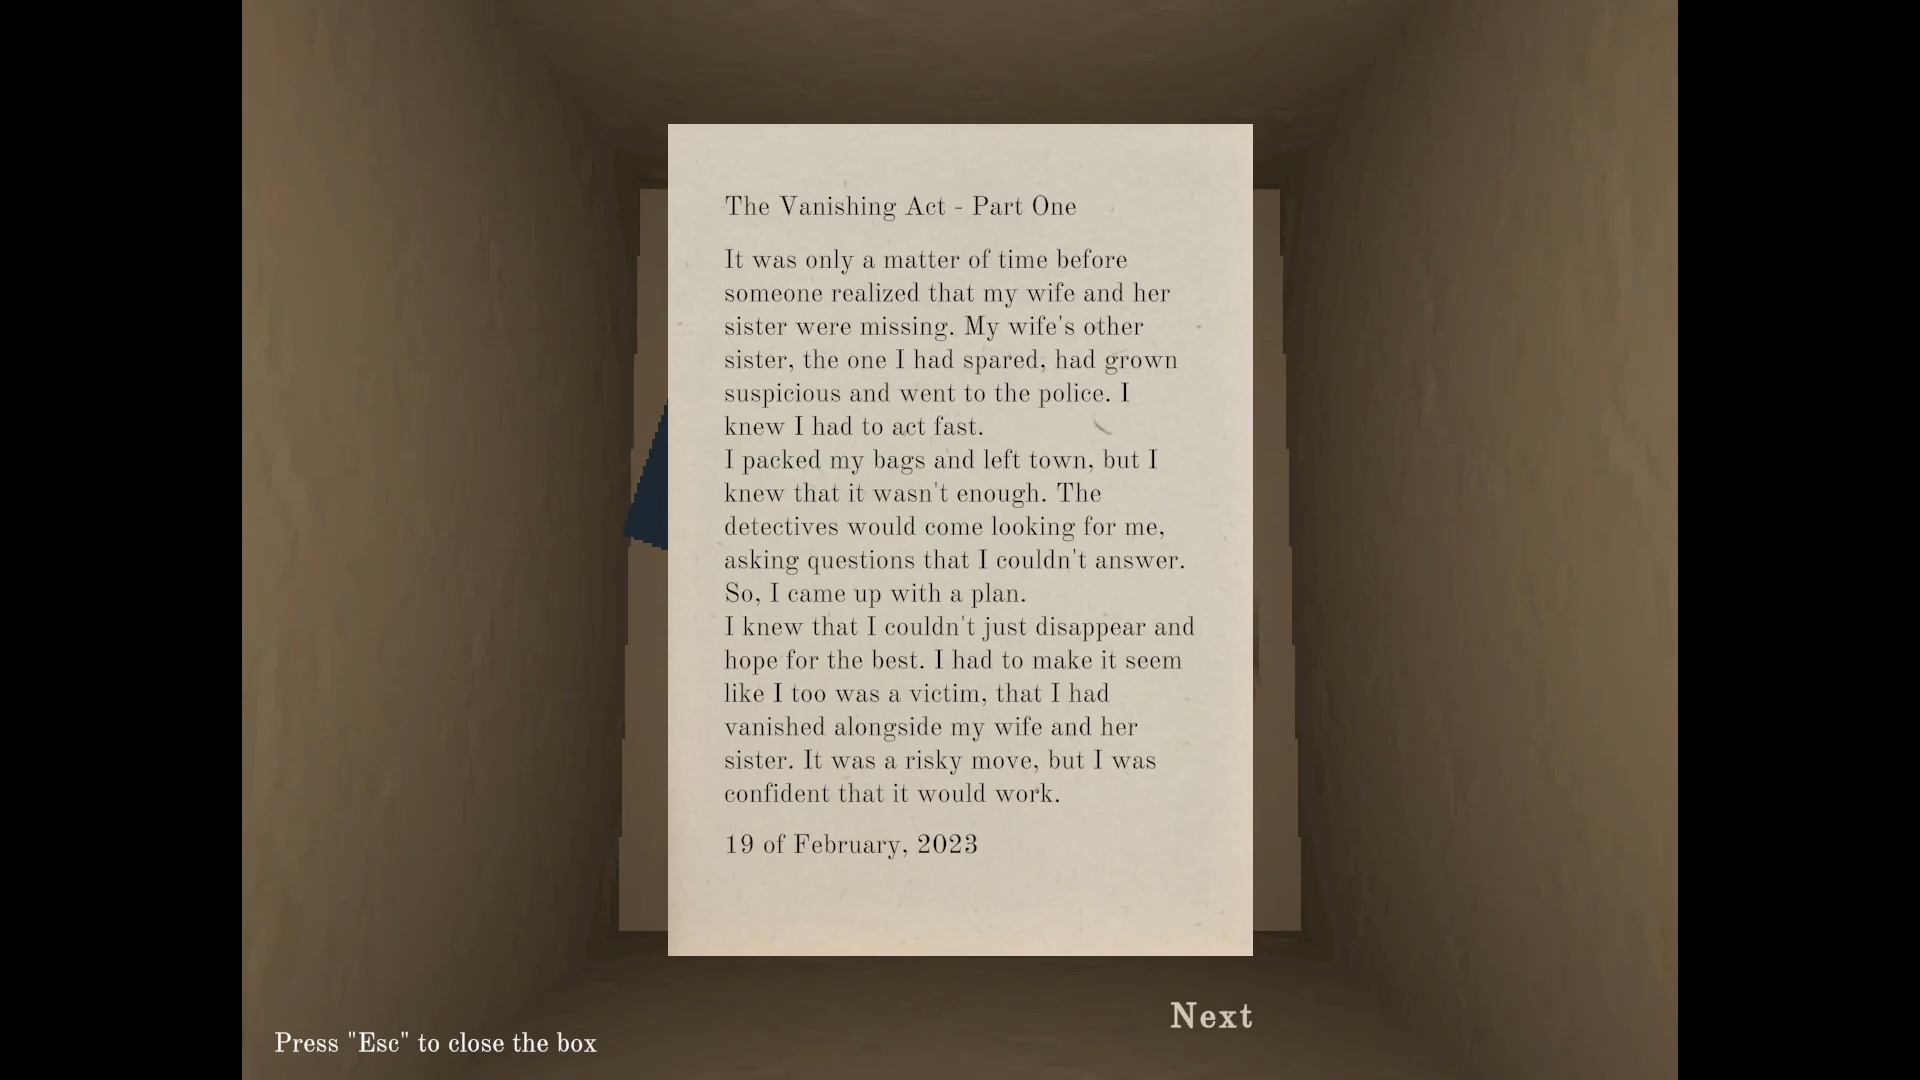 The Vanishing Act - Part One
It was only a matter of time before
someone realized that my wife and her
sister were missing. My wife's other
sister, the one I had spared, had grown
suspicious and went to the police. I
knew I had to act fast.
I packed my bags and left town, but I
knew that it wasn't enough. The
detectives would come looking for me,
asking questions that I couldn't answer.
So, I came up with a plan.
I knew that I couldn't just disappear and
hope for the best. I had to make it seem
like I too was a victim, that I had
vanished alongside my wife and her
sister. It was a risky move, but I was
confident that it would work.
19 of February, 2023
Next
Press "Esc" to close the box